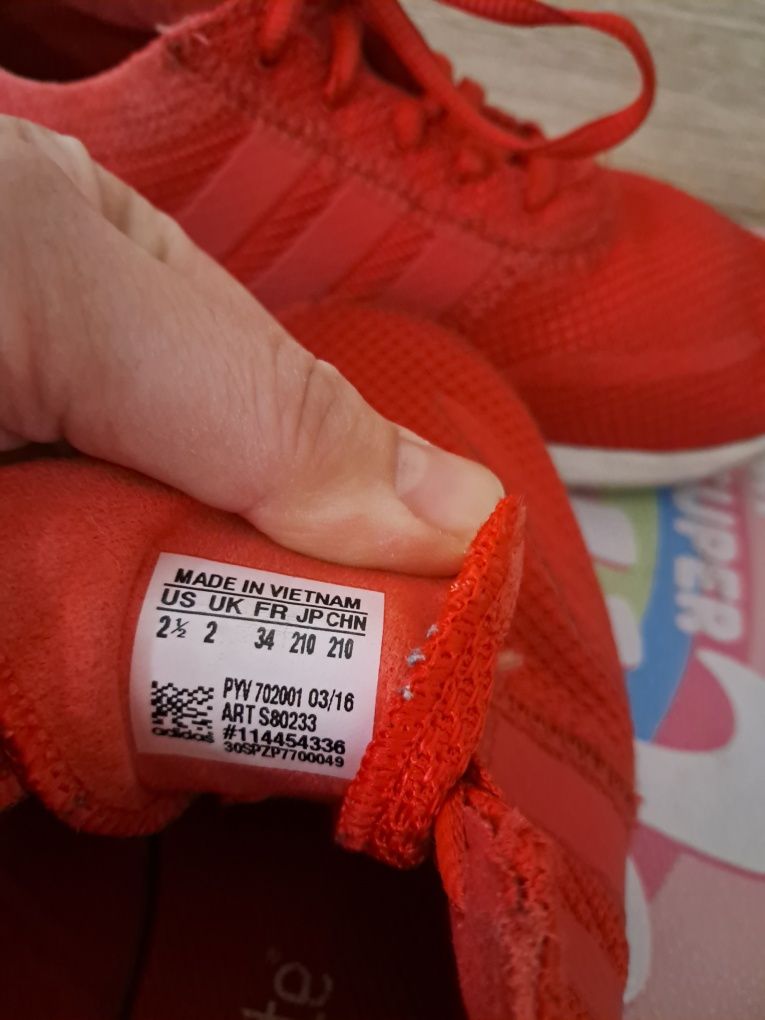 MADE IN VIETNAM
US UK FR JP CHN
2½ 2 34 210 210
PYV 702001 03/16
ART S80233
#114454336
30SPZP7700049
adidas
UPER